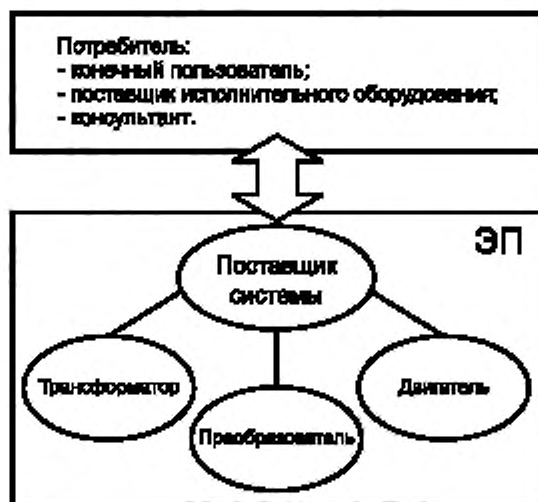 Потребитель:
- конечный пользователь;
- поставщик исполнительного оборудования;
- консультант.
ЭП
Поставщик
системы
Трансформатор
Преобразователь
Двигатель